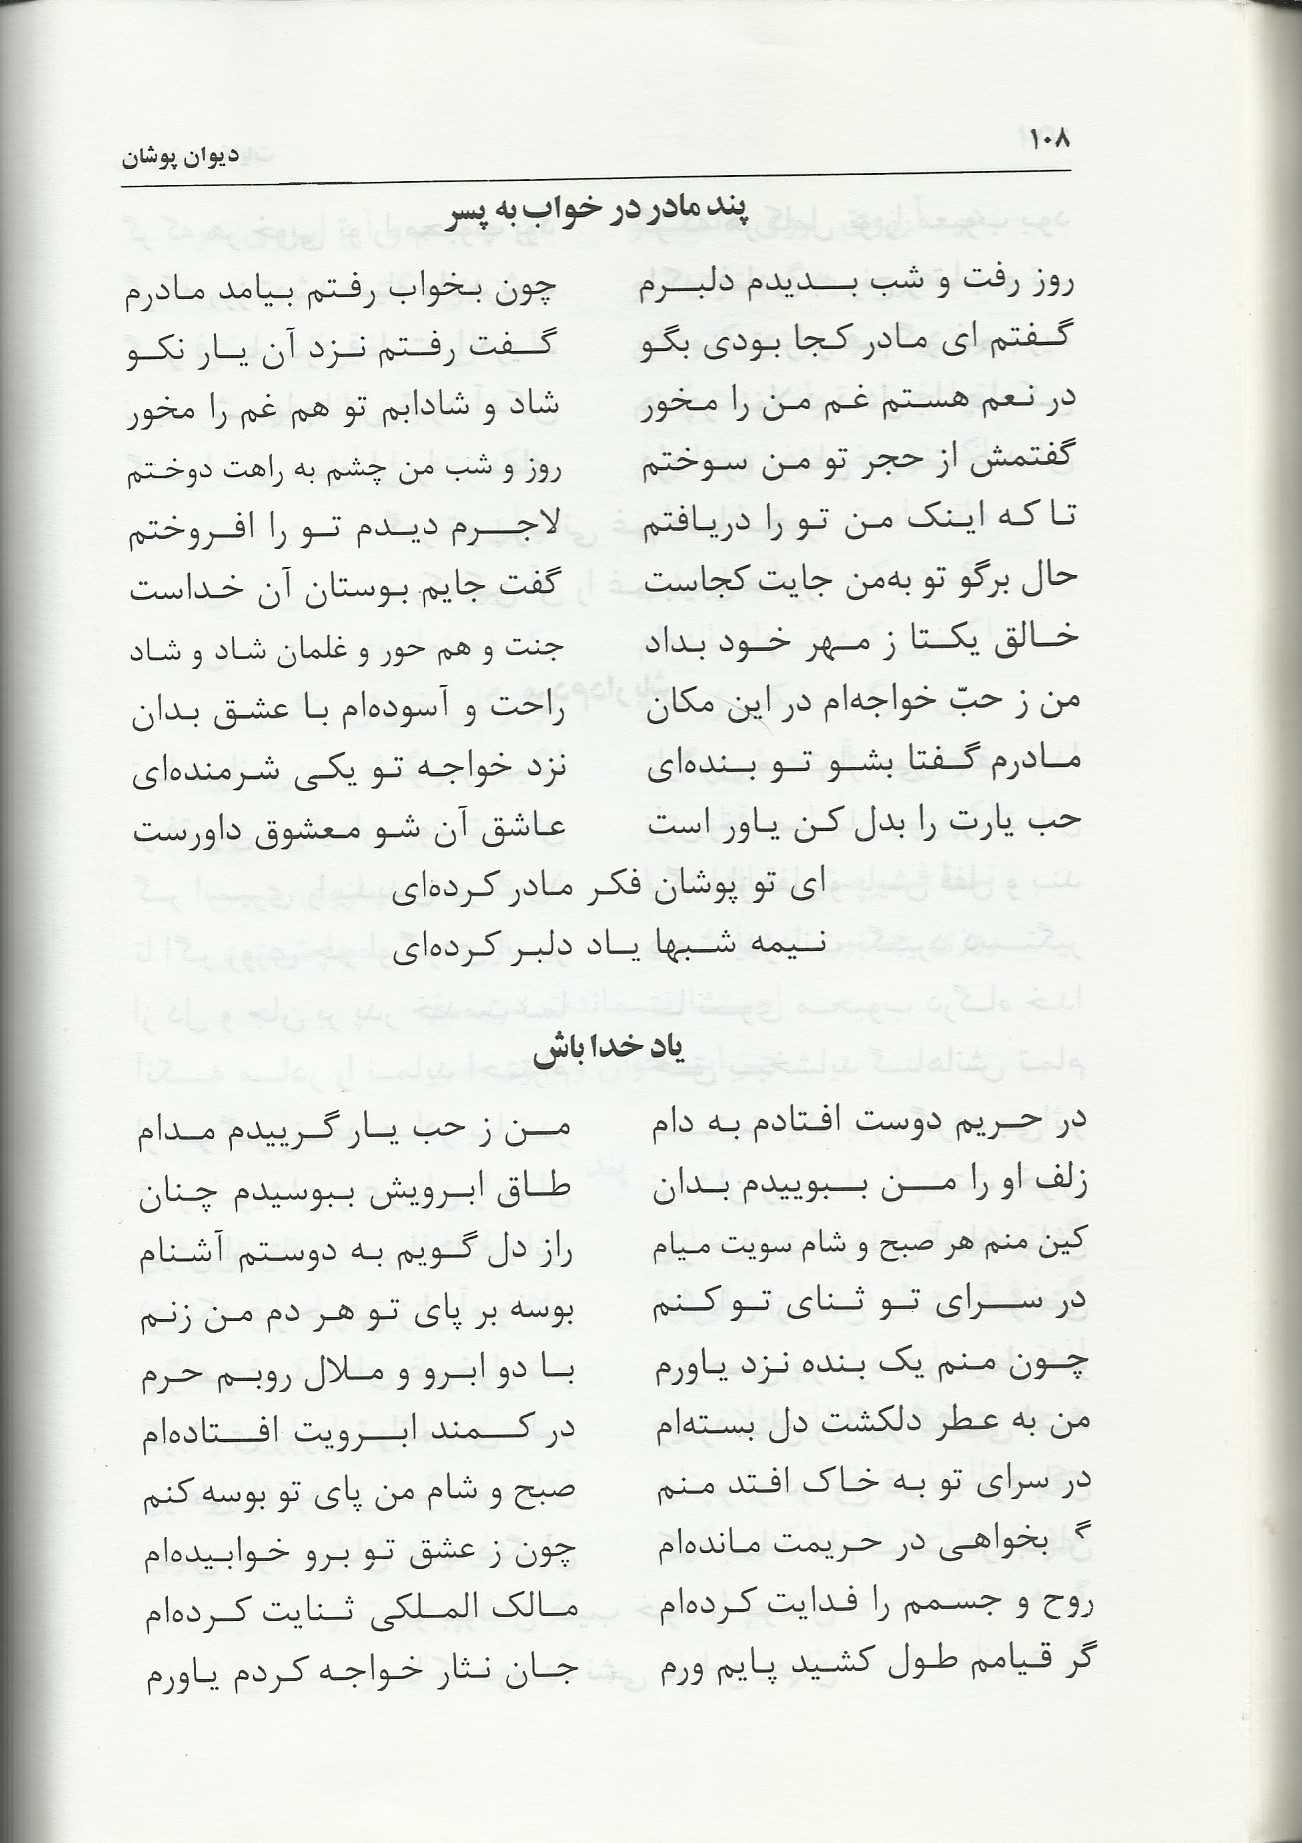 ۱۰۸ دیوان پوشان
پند مادر در خواب به پسر
روز رفت و شب بدیدم دلبرم چون بخواب رفتم بیامد مادرم
گفتم ای مادر کجا بودی بگو گفت رفتم نزد آن یار نکو
در نعم هستم غم من را مخور شاد و شادابم تو هم غم را مخور
گفتمش از حجر تو من سوختم روز و شب من چشم به راهت دوختم
تا که اینک من تو را دریافتم لاجرم دیدم تو را افروختم
حال برگو تو به‌من جایت کجاست گفت جایم بوستان آن خداست
خالق یکتا ز مهر خود بداد جنت و هم حور و غلمان شاد و شاد
من ز حبّ خواجه‌ام در این مکان راحت و آسوده‌ام با عشق بدان
مادرم گفتا بشو تو بنده‌ای نزد خواجه تو یکی شرمنده‌ای
حب یارت را بدل کن یاور است عاشق آن شو معشوق داورست
ای تو پوشان فکر مادر کرده‌ای
نیمه شبها یاد دلبر کرده‌ای
یاد خدا باش
در حریم دوست افتادم به دام من ز حب یار گرییدم مدام
زلف او را من ببوییدم بدان طاق ابرویش ببوسیدم چنان
کین منم هر صبح و شام سویت میام راز دل گویم به دوستم آشنام
در سرای تو ثنای تو کنم بوسه بر پای تو هر دم من زنم
چون منم یک بنده نزد یاورم با دو ابرو و ملال روبم حرم
من به عطر دلکشت دل بسته‌ام در کمند ابرویت افتاده‌ام
در سرای تو به خاک افتد منم صبح و شام من پای تو بوسه کنم
گ بخواهی در حریمت مانده‌ام چون ز عشق تو برو خوابیده‌ام
روح و جسمم را فدایت کرده‌ام مالک الملکی ثنایت کرده‌ام
گر قیامم طول کشید پایم ورم جان نثار خواجه کردم یاورم